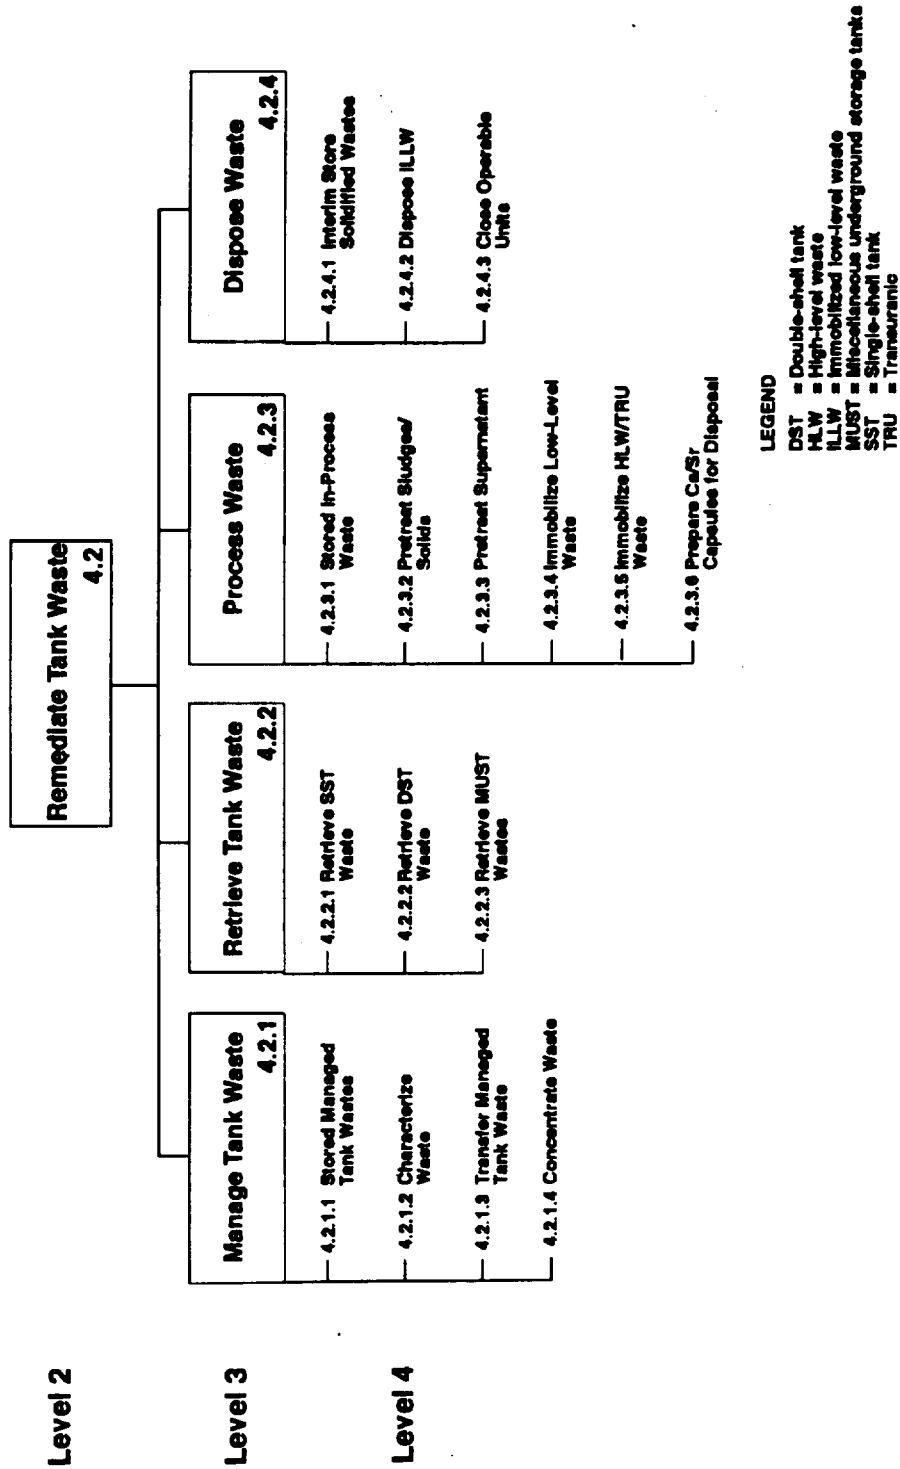 Level 2
Remediate Tank Waste
4.2
Level 3
Manage Tank Waste
4.2.1
Retrieve Tank Waste
4.2.2
Process Waste
4.2.3
Dispose Waste
4.2.4
Level 4
4.2.1.1 Stored Managed
Tank Wastes
4.2.1.2 Characterize
Waste
4.2.1.3 Transfer Managed
Tank Waste
4.2.1.4 Concentrate Waste
4.2.2.1 Retrieve SST
Waste
4.2.2.2 Retrieve DST
Waste
4.2.2.3 Retrieve MUST
Wastes
4.2.3.1 Stored In-Process
Waste
4.2.3.2 Pretreat Sludges/
Solids
4.2.3.3 Pretreat Supernatant
4.2.3.4 Immobilize Low-Level
Waste
4.2.3.5 Immobilize HLW/TRU
Waste
4.2.3.6 Prepare Cs/Sr
Capsules for Disposal
4.2.4.1 Interim Store
Solidified Wastes
4.2.4.2 Dispose ILLW
4.2.4.3 Close Operable
Units
LEGEND
DST = Double-shell tank
HLW = High-level waste
ILLW = Immobilized low-level waste
MUST = Miscellaneous underground storage tanks
SST = Single-shell tank
TRU = Transuranic